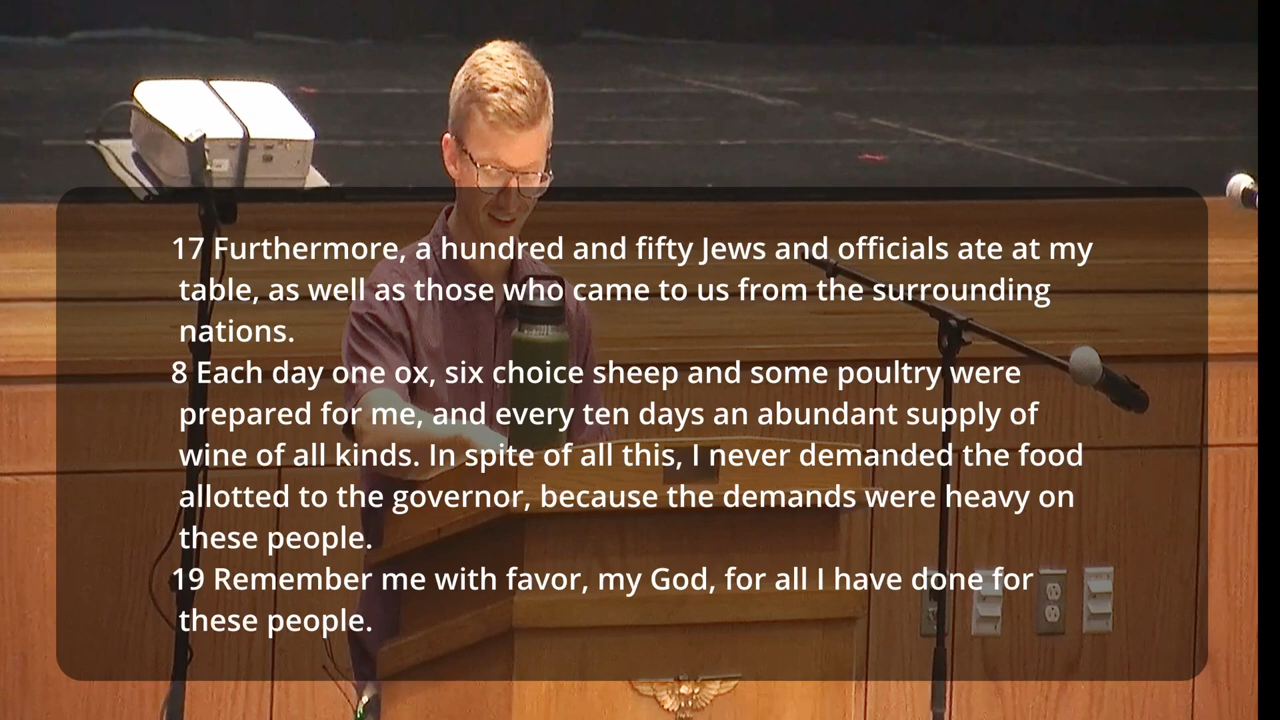 17 Furthermore, a hundred and fifty Jews and officials ate at my
table, as well as those who came to us from the surrounding
nations.
8 Each day one ox, six choice sheep and some poultry were
prepared for me, and every ten days an abundant supply of
wine of all kinds. In spite of all this, I never demanded the food
allotted to the governor, because the demands were heavy on
these people.
19 Remember me with favor, my God, for all I have done for
these people.